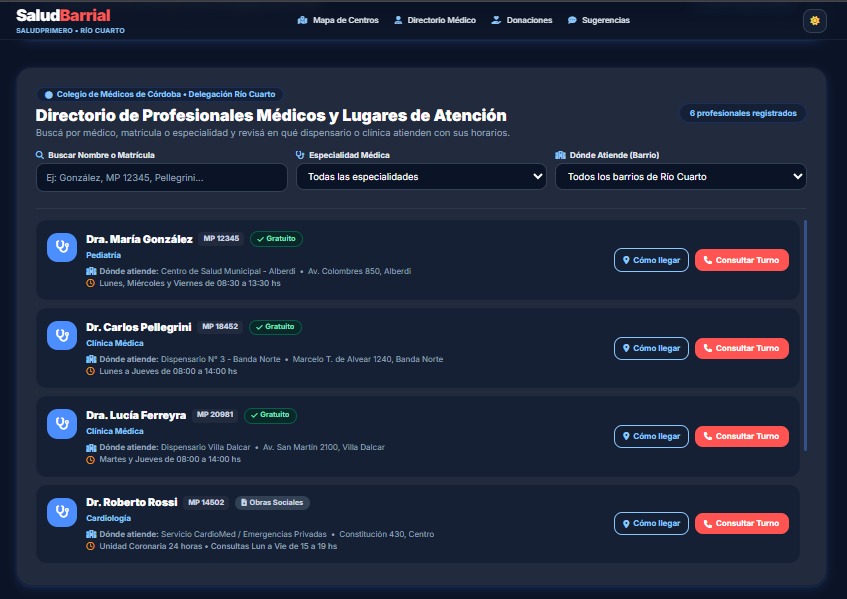 SaludBarrial
SALUDPRIMERO • RÍO CUARTO
Mapa de Centros Directorio Médico Donaciones Sugerencias
Colegio de Médicos de Córdoba • Delegación Río Cuarto
Directorio de Profesionales Médicos y Lugares de Atención
6 profesionales registrados
Buscá por médico, matrícula o especialidad y revisá en qué dispensario o clínica atienden con sus horarios.
Buscar Nombre o Matrícula Especialidad Médica Dónde Atiende (Barrio)
Ej: González, MP 12345, Pellegrini... Todas las especialidades Todos los barrios de Río Cuarto
Dra. María González MP 12345 Gratuito
Pediatría
Dónde atiende: Centro de Salud Municipal - Alberdi • Av. Colombres 850, Alberdi
Lunes, Miércoles y Viernes de 08:30 a 13:30 hs
Cómo llegar Consultar Turno
Dr. Carlos Pellegrini MP 18452 Gratuito
Clínica Médica
Dónde atiende: Dispensario N° 3 - Banda Norte • Marcelo T. de Alvear 1240, Banda Norte
Lunes a Jueves de 08:00 a 14:00 hs
Cómo llegar Consultar Turno
Dra. Lucía Ferreyra MP 20981 Gratuito
Clínica Médica
Dónde atiende: Dispensario Villa Dalcar • Av. San Martín 2100, Villa Dalcar
Martes y Jueves de 08:00 a 14:00 hs
Cómo llegar Consultar Turno
Dr. Roberto Rossi MP 14502 Obras Sociales
Cardiología
Dónde atiende: Servicio CardioMed / Emergencias Privadas • Constitución 430, Centro
Unidad Coronaria 24 horas • Consultas Lun a Vie de 15 a 19 hs
Cómo llegar Consultar Turno